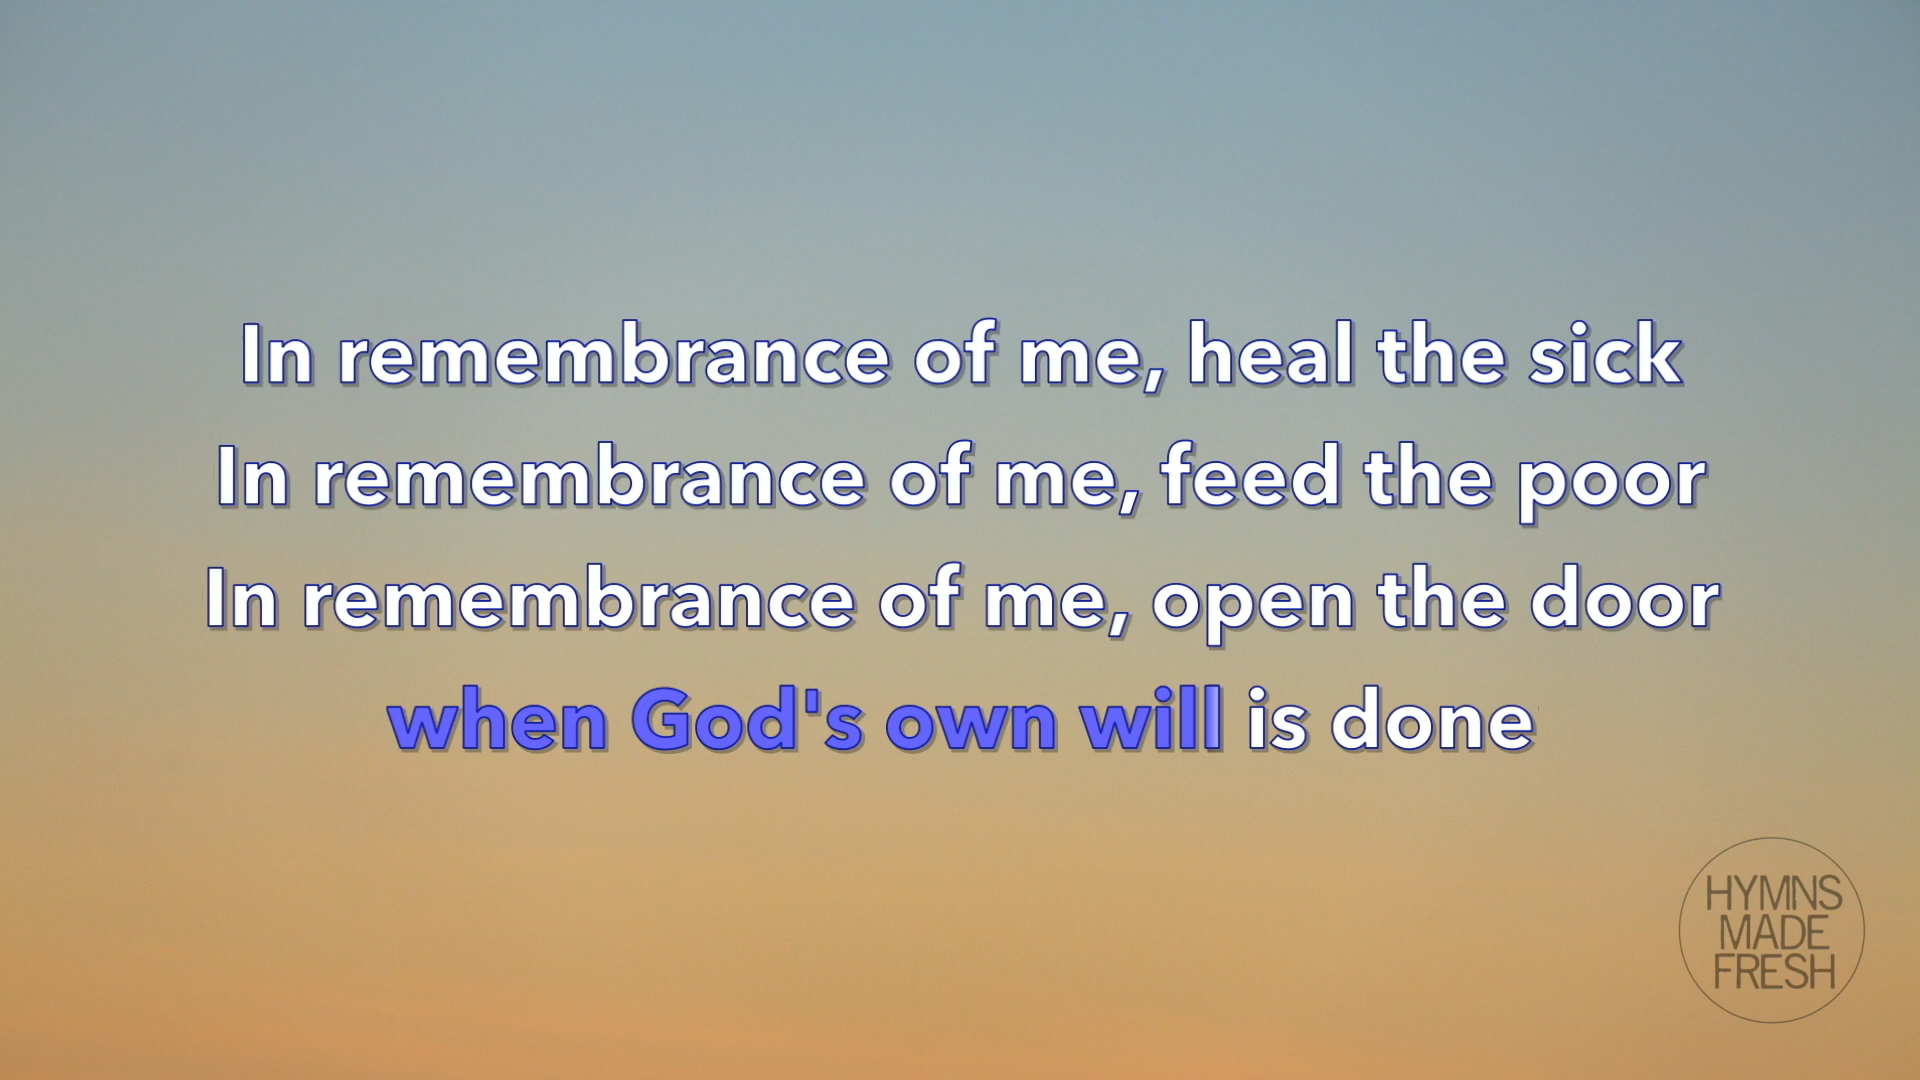 In remembrance of me, heal the sick
In remembrance of me, feed the poor
In remembrance of me, open the door
when God's own will is done
HYMNS
MADE
FRESH